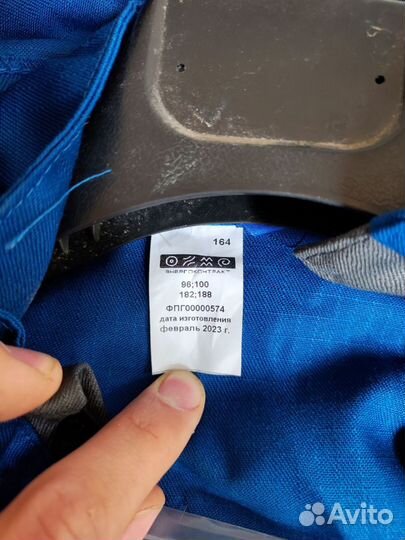 164
ЭНЕРГОКОНТРАКТ
96;100
182;188
ФПГ00000574
дата изготовления
февраль 2023 г.
Avito